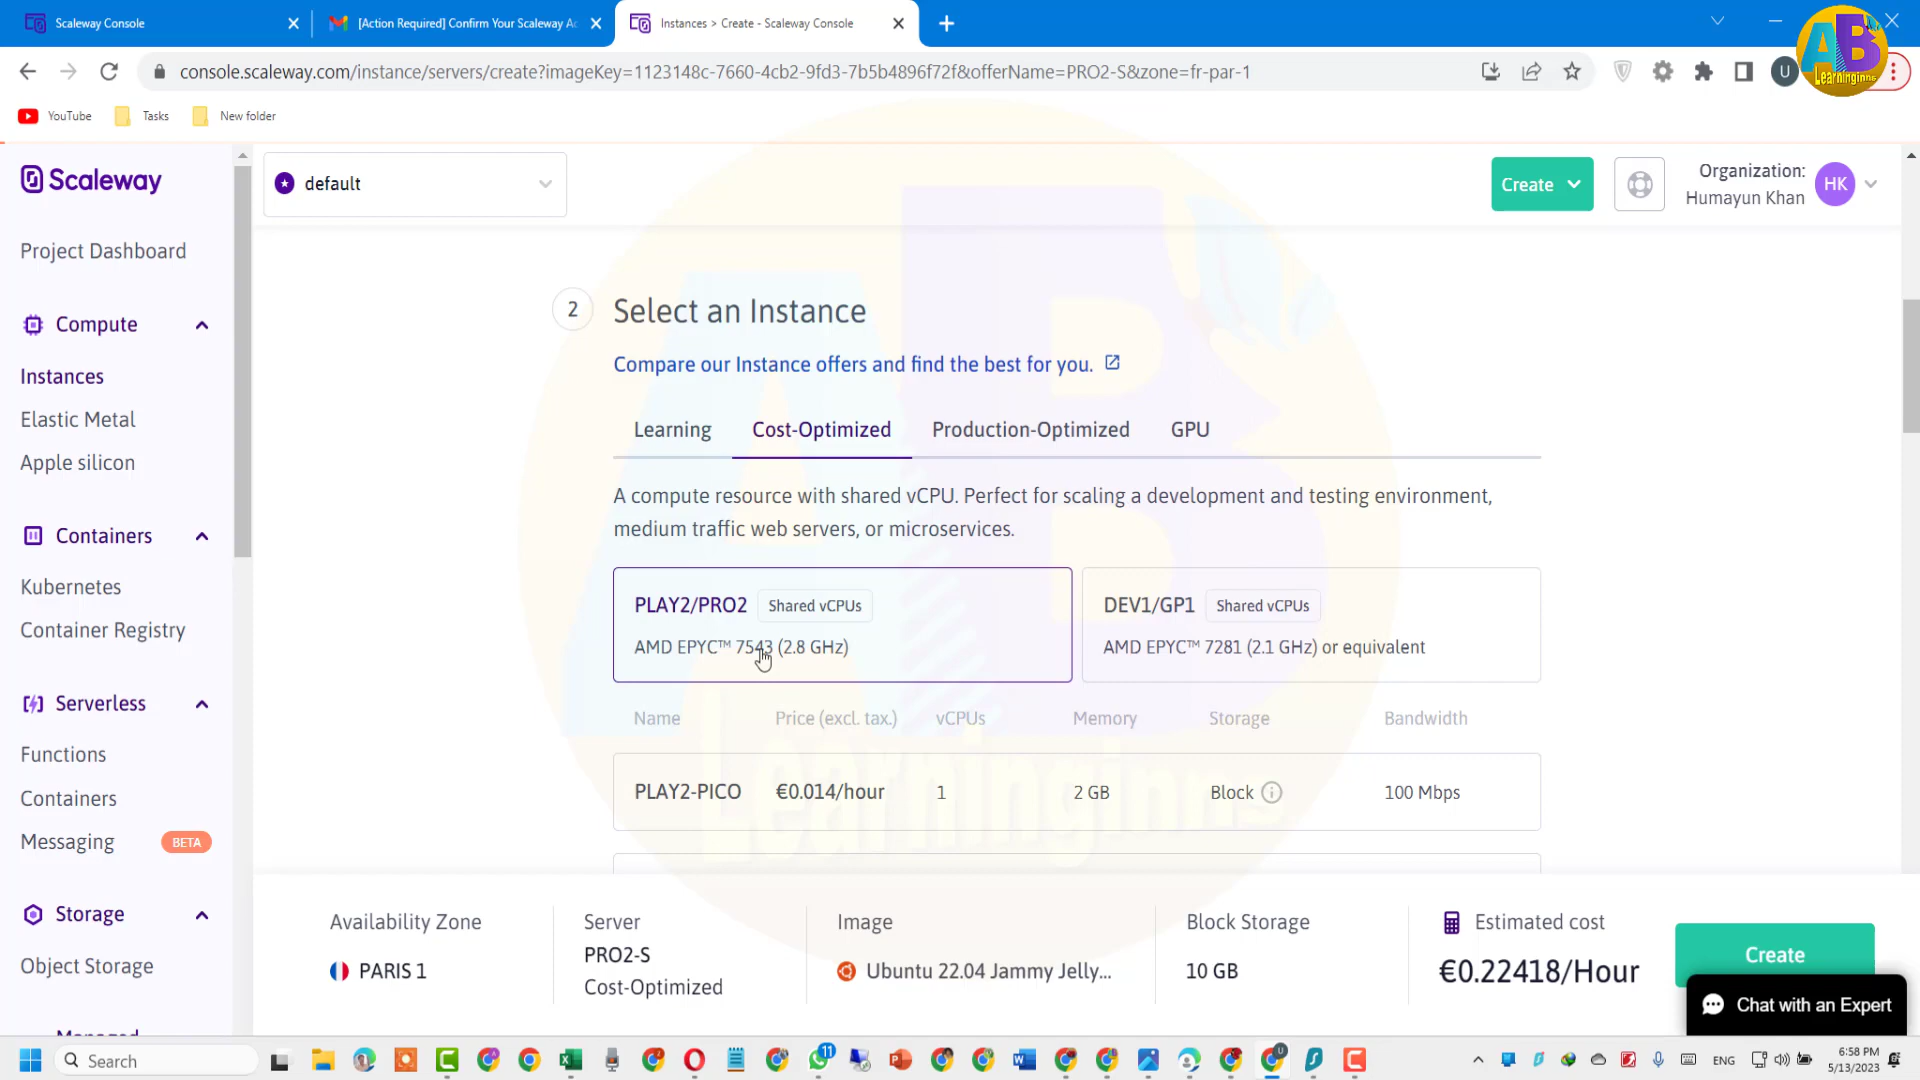 Scaleway Console
[Action Required] Confirm Your Scaleway Ac
Instances > Create - Scaleway Console
console.scaleway.com/instance/servers/create?imageKey=1123148c-7660-4cb2-9fd3-7b5b4896f72f&offerName=PRO2-S&zone=fr-par-1
U
AB
Learninginns
YouTube
Tasks
New folder
Scaleway
default
Create
Organization:
Humayun Khan
HK
Project Dashboard
Compute
Instances
Elastic Metal
Apple silicon
Containers
Kubernetes
Container Registry
Serverless
Functions
Containers
Messaging
BETA
Storage
Object Storage
Managed
2
Select an Instance
Compare our Instance offers and find the best for you.
Learning
Cost-Optimized
Production-Optimized
GPU
A compute resource with shared vCPU. Perfect for scaling a development and testing environment,
medium traffic web servers, or microservices.
PLAY2/PRO2
Shared vCPUs
AMD EPYC™ 7543 (2.8 GHz)
DEV1/GP1
Shared vCPUs
AMD EPYC™ 7281 (2.1 GHz) or equivalent
Name
Price (excl. tax.)
vCPUs
Memory
Storage
Bandwidth
PLAY2-PICO
€0.014/hour
1
2 GB
Block
100 Mbps
AB
Learninginns
Availability Zone
PARIS 1
Server
PRO2-S
Cost-Optimized
Image
Ubuntu 22.04 Jammy Jelly...
Block Storage
10 GB
Estimated cost
€0.22418/Hour
Create
Chat with an Expert
Search
11
ENG
6:58 PM
5/13/2023